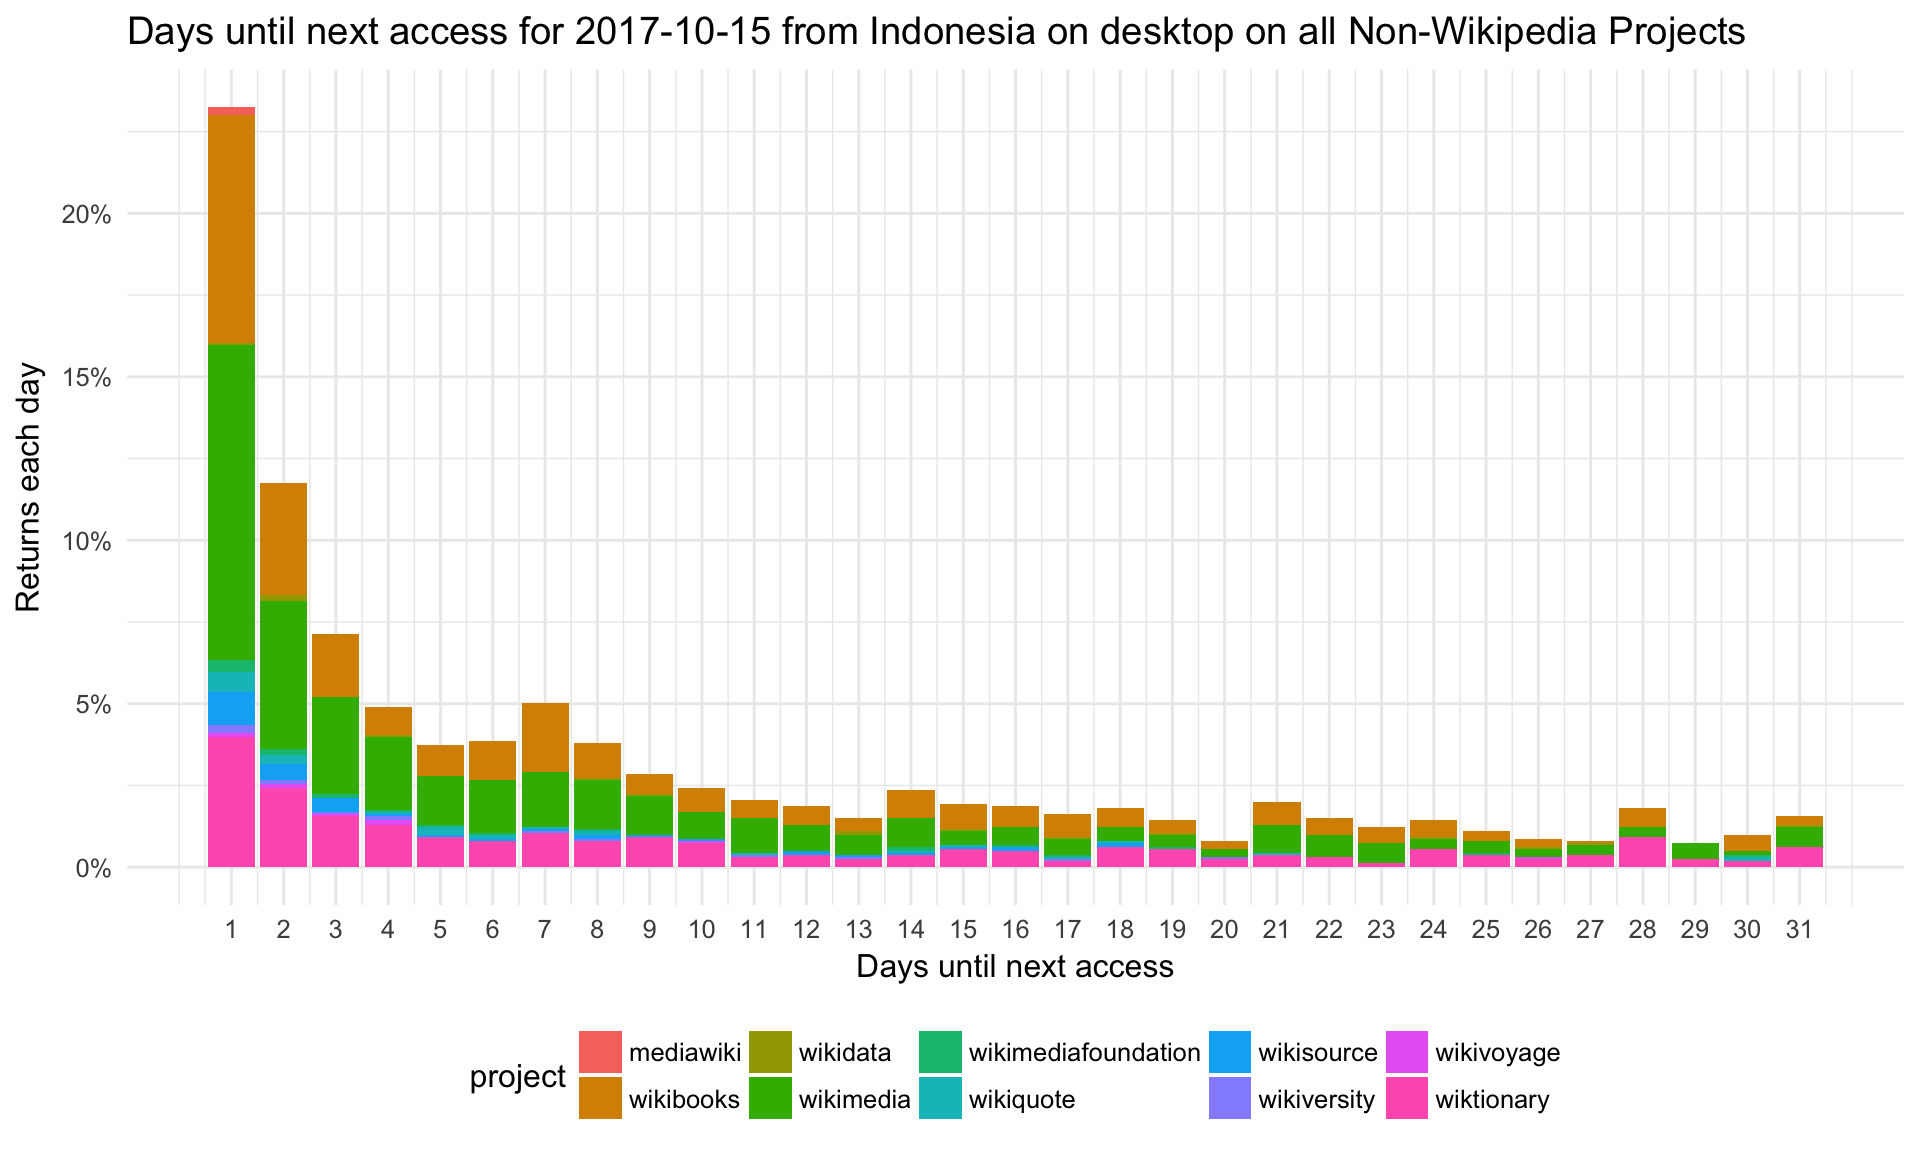 Days until next access for 2017-10-15 from Indonesia on desktop on all Non-Wikipedia Projects
Returns each day
20%
15%
10%
5%
0%
1 2 3 4 5 6 7 8 9 10 11 12 13 14 15 16 17 18 19 20 21 22 23 24 25 26 27 28 29 30 31
Days until next access
project
mediawiki wikidata wikimediafoundation wikisource wikivoyage
wikibooks wikimedia wikiquote wikiversity wiktionary